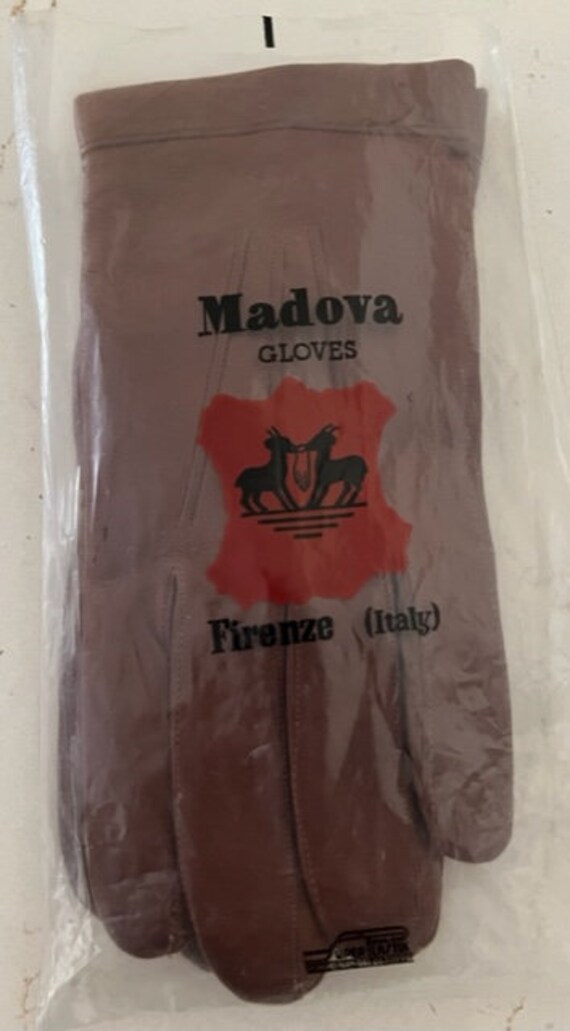 Madova
GLOVES
Firenze (Italy)